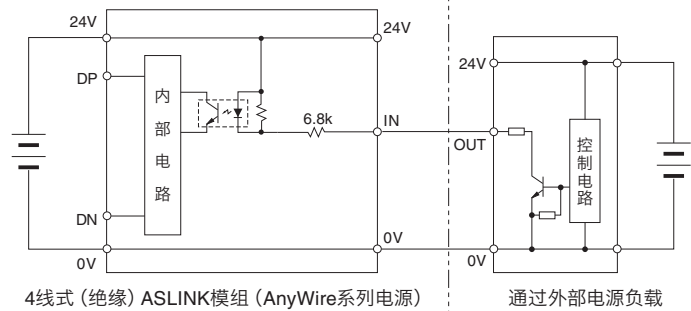 24V
24V
DP
内部电路
6.8k
IN
DN
0V
0V
24V
OUT
控制电路
0V
4线式（绝缘）ASLINK模组（AnyWire系列电源）
通过外部电源负载